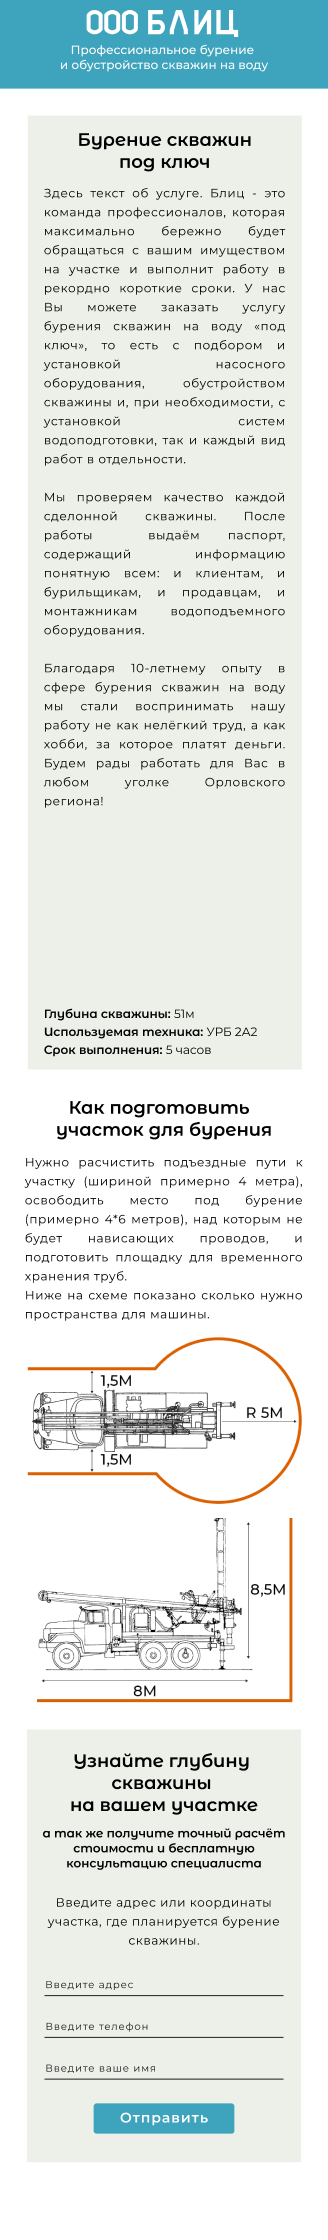 ООО БЛИЦ
Профессиональное бурение
и обустройство скважин на воду
Бурение скважин
под ключ
Здесь текст об услуге. Блиц - это
команда профессионалов, которая
максимально бережно будет
обращаться с вашим имуществом
на участке и выполнит работу в
рекордно короткие сроки. У нас
Вы можете заказать услугу
бурения скважин на воду «под
ключ», то есть с подбором и
установкой насосного
оборудования, обустройством
скважины и, при необходимости, с
установкой систем
водоподготовки, так и каждый вид
работ в отдельности.
Мы проверяем качество каждой
сделонной скважины. После
работы выдаём паспорт,
содержащий информацию
понятную всем: и клиентам, и
бурильщикам, и продавцам, и
монтажникам водоподъемного
оборудования.
Благодаря 10-летнему опыту в
сфере бурения скважин на воду
мы стали воспринимать нашу
работу не как нелёгкий труд, а как
хобби, за которое платят деньги.
Будем рады работать для Вас в
любом уголке Орловского
региона!
Глубина скважины: 51м
Используемая техника: УРБ 2А2
Срок выполнения: 5 часов
Как подготовить
участок для бурения
Нужно расчистить подъездные пути к
участку (шириной примерно 4 метра),
освободить место под бурение
(примерно 4*6 метров), над которым не
будет нависающих проводов, и
подготовить площадку для временного
хранения труб.
Ниже на схеме показано сколько нужно
пространства для машины.
1,5М
R 5М
1,5М
8,5М
8М
Узнайте глубину
скважины
на вашем участке
а так же получите точный расчёт
стоимости и бесплатную
консультацию специалиста
Введите адрес или координаты
участка, где планируется бурение
скважины.
Введите адрес
Введите телефон
Введите ваше имя
Отправить